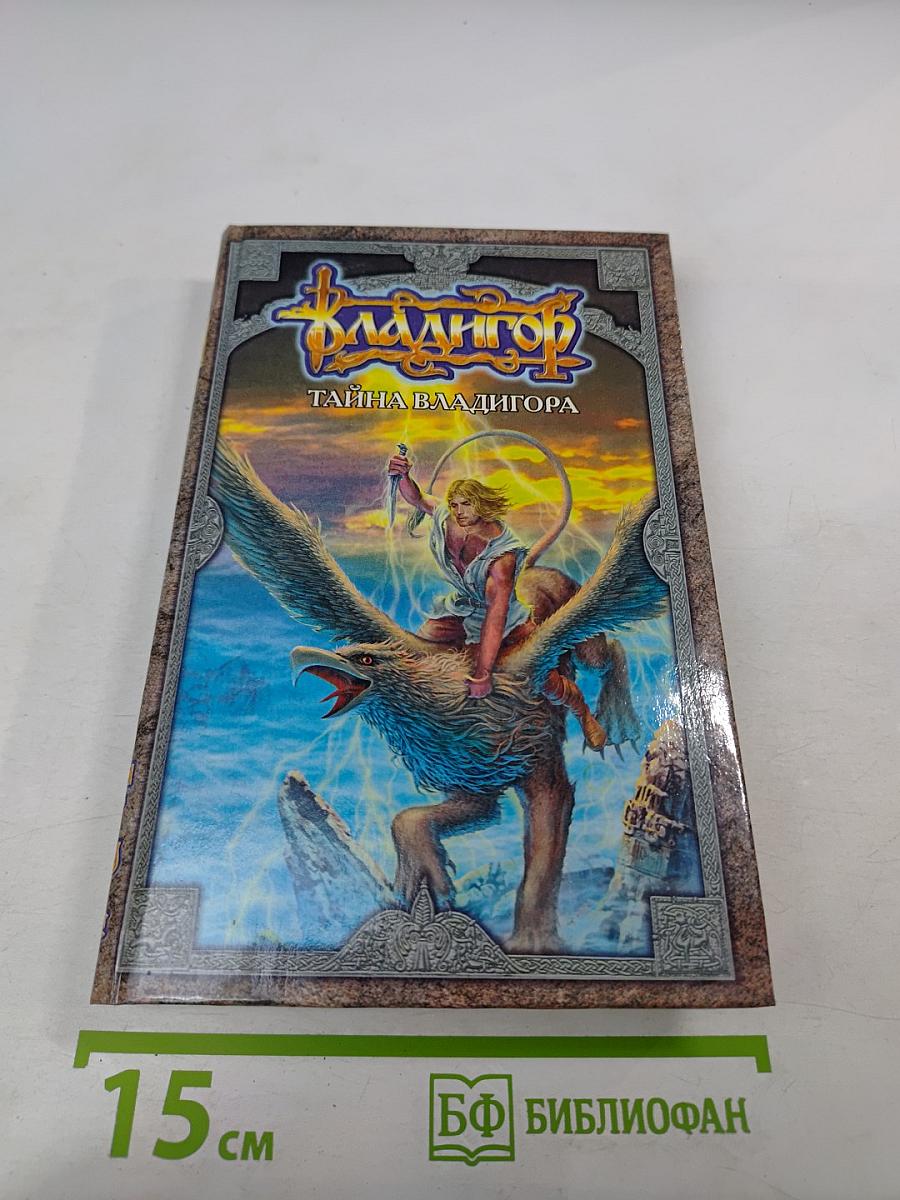 Владигор
ТАЙНА ВЛАДИГОРА
15 см
БФ БИБЛИОФАН